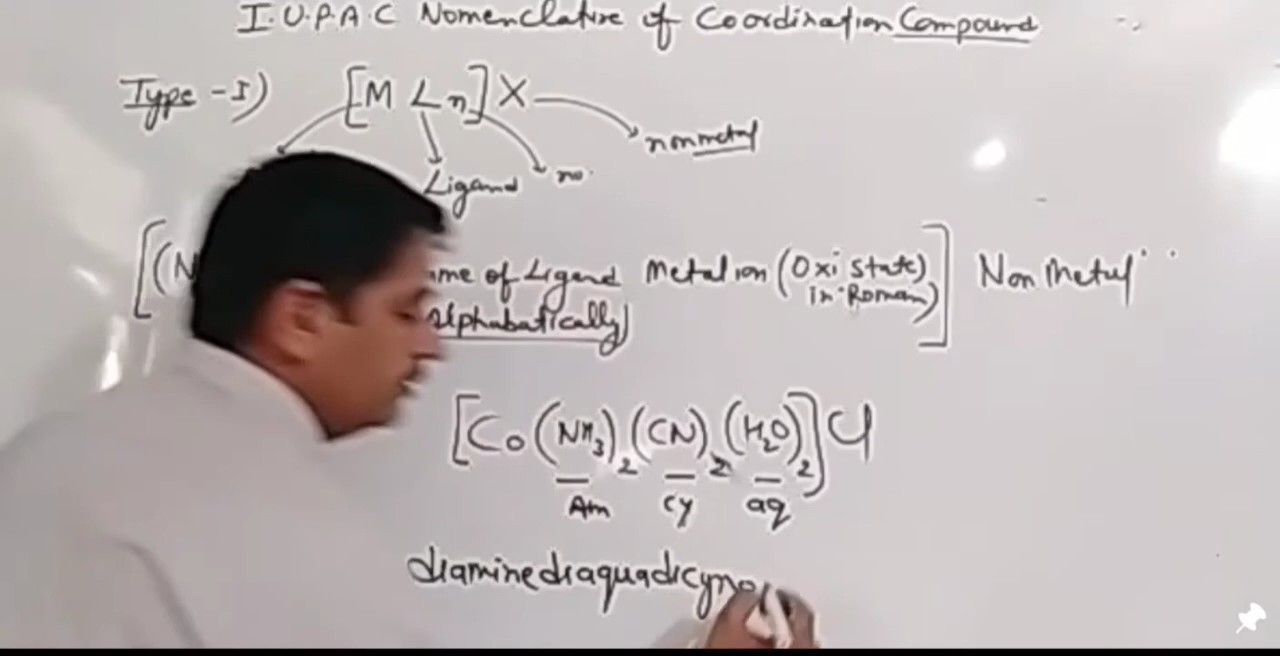 I.U.P.A.C Nomenclature of Coordination Compound
Type-I) [M Ln] X
nonmetal
Ligand no.
[(N ame of Ligand Metal ion (Oxi State) ] Non Metal
alphabatically) in Roman)
[Co(NH3)2(CN)2(H2O)2]Cl
Am cy aq
diaminediaquadicyno